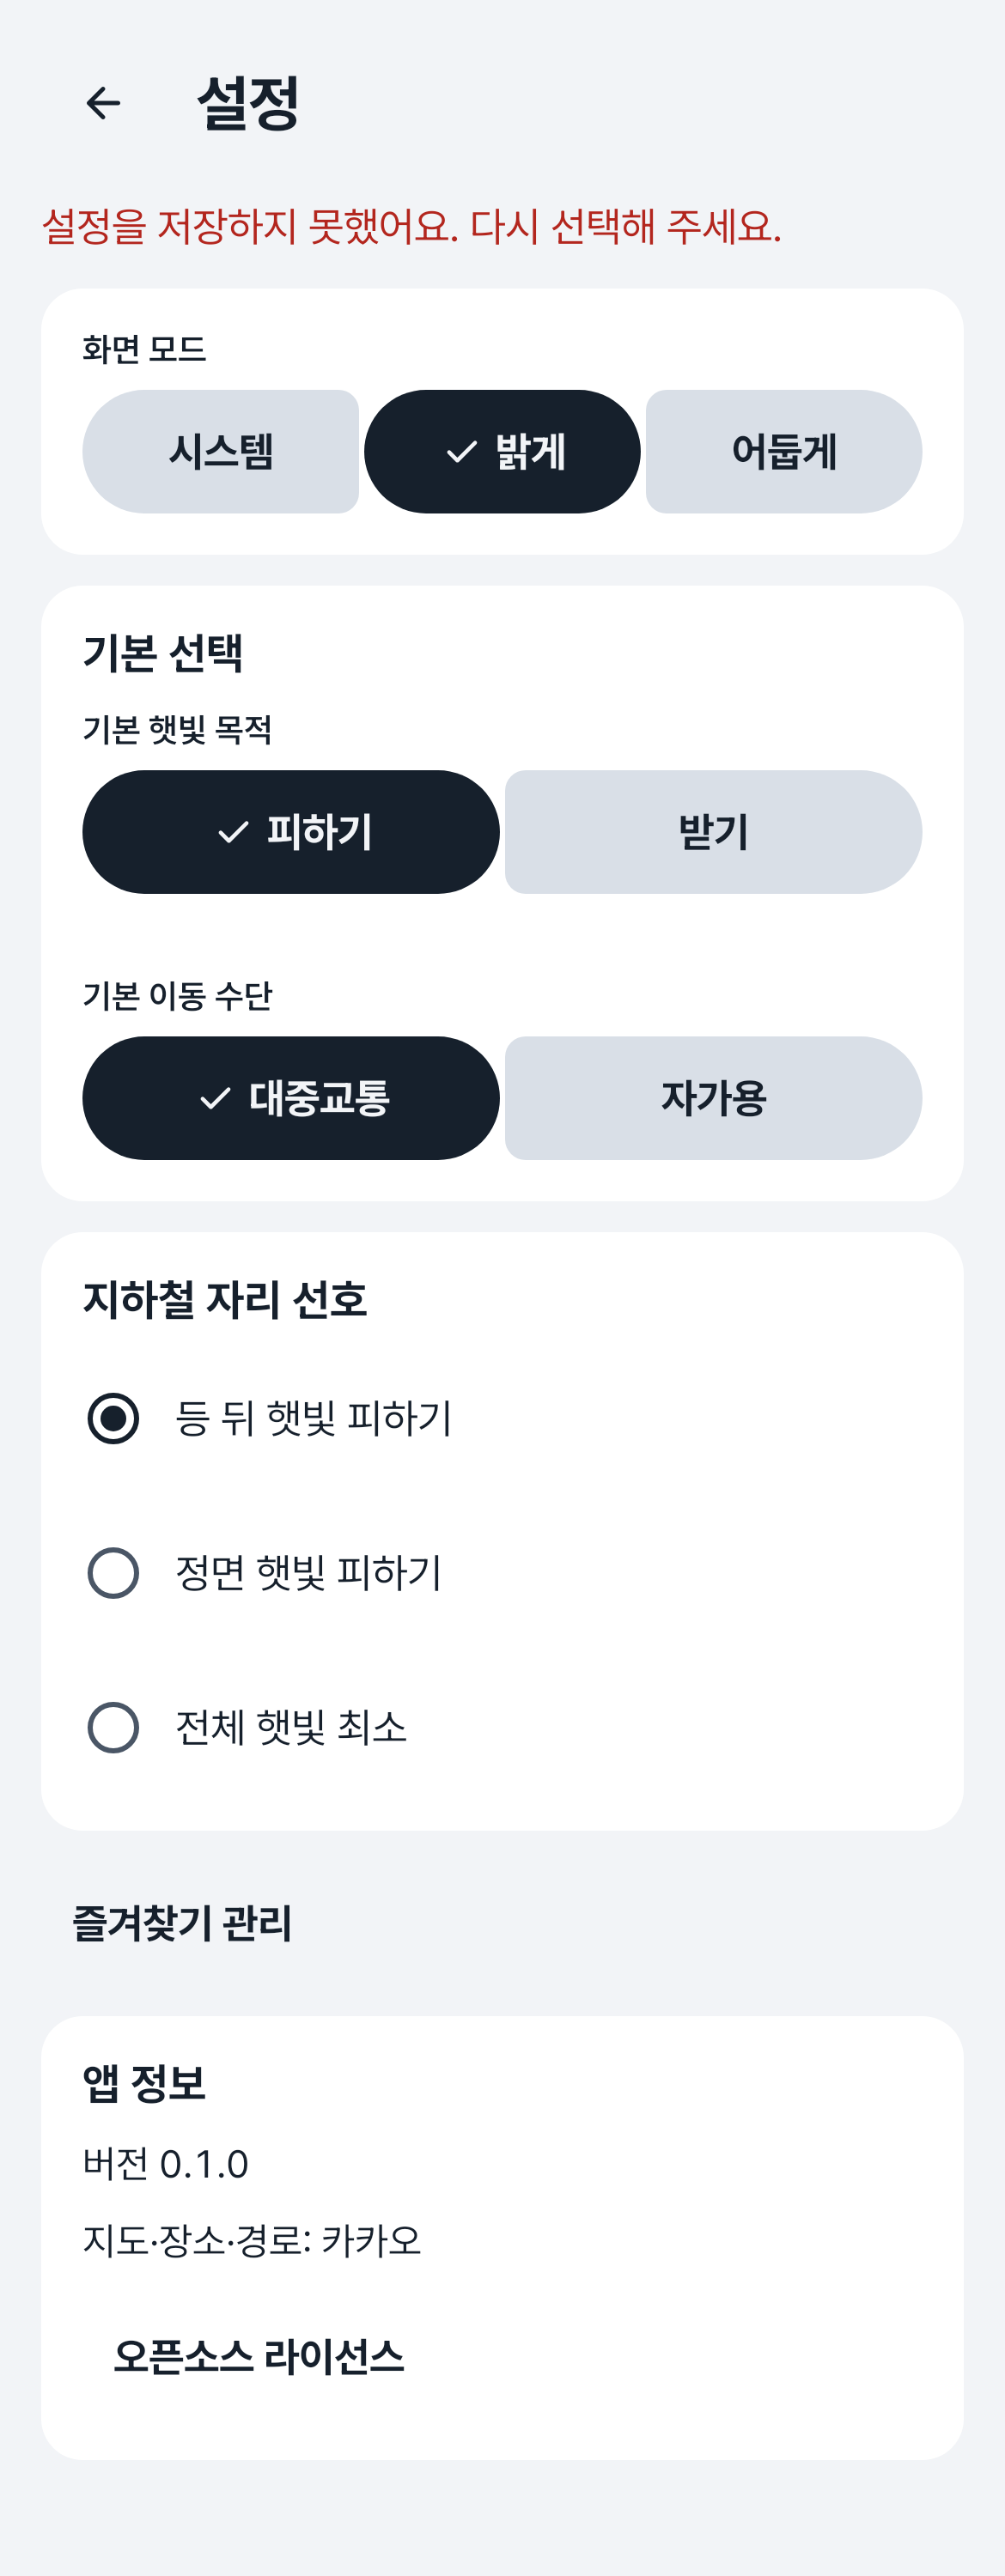 설정
설정을 저장하지 못했어요. 다시 선택해 주세요.
화면 모드
시스템
밝게
어둡게
기본 선택
기본 햇빛 목적
피하기
받기
기본 이동 수단
대중교통
자가용
지하철 자리 선호
등 뒤 햇빛 피하기
정면 햇빛 피하기
전체 햇빛 최소
즐겨찾기 관리
앱 정보
버전 0.1.0
지도·장소·경로: 카카오
오픈소스 라이선스